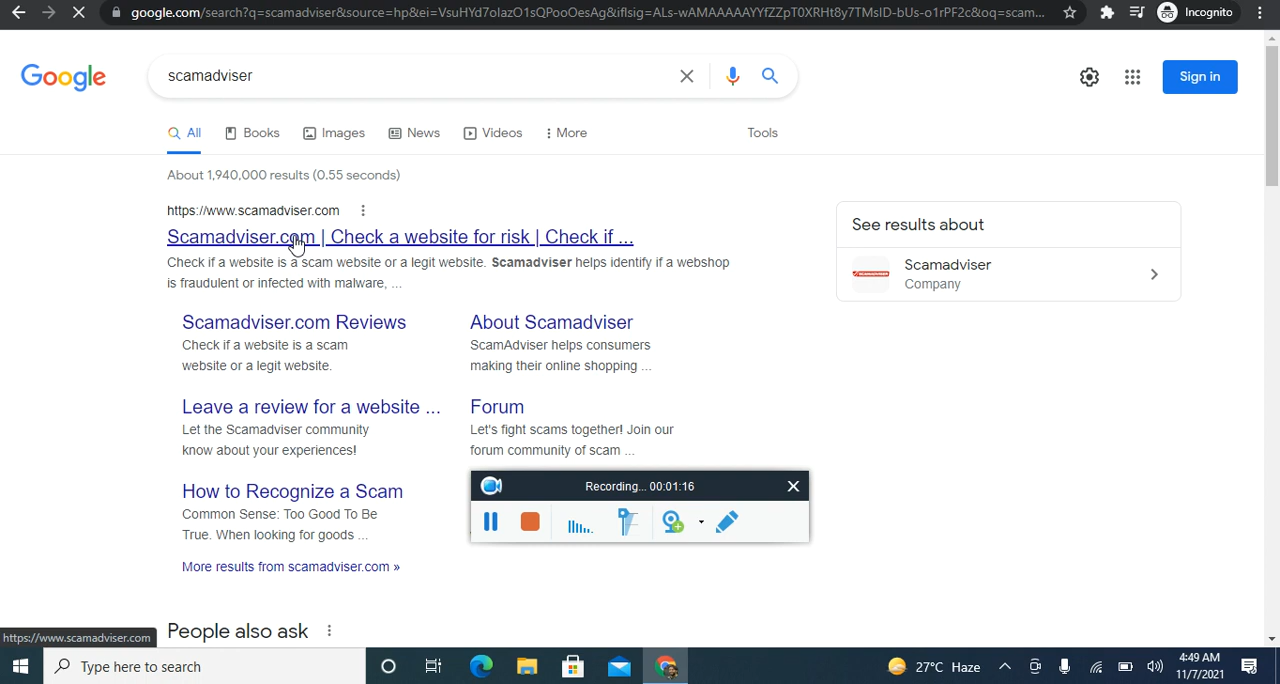 google.com/search?q=scamadviser&source=hp&ei=VsuHYd7olazO1sQPooOesAg&iflsig=ALs-wAMAAAAAYYfZZpT0XRHt8y7TMsID-bUs-o1rPF2c&oq=scam...
Incognito
Google
scamadviser
Sign in
All Books Images News Videos More Tools
About 1,940,000 results (0.55 seconds)
https://www.scamadviser.com
Scamadviser.com | Check a website for risk | Check if ...
Check if a website is a scam website or a legit website. Scamadviser helps identify if a webshop
is fraudulent or infected with malware, ...
See results about
Scamadviser
Company
Scamadviser.com Reviews
Check if a website is a scam
website or a legit website.
About Scamadviser
ScamAdviser helps consumers
making their online shopping ...
Leave a review for a website ...
Let the Scamadviser community
know about your experiences!
Forum
Let's fight scams together! Join our
forum community of scam ...
How to Recognize a Scam
Common Sense: Too Good To Be
True. When looking for goods ...
Recording... 00:01:16
More results from scamadviser.com »
People also ask
https://www.scamadviser.com
Type here to search
27°C Haze
4:49 AM
11/7/2021